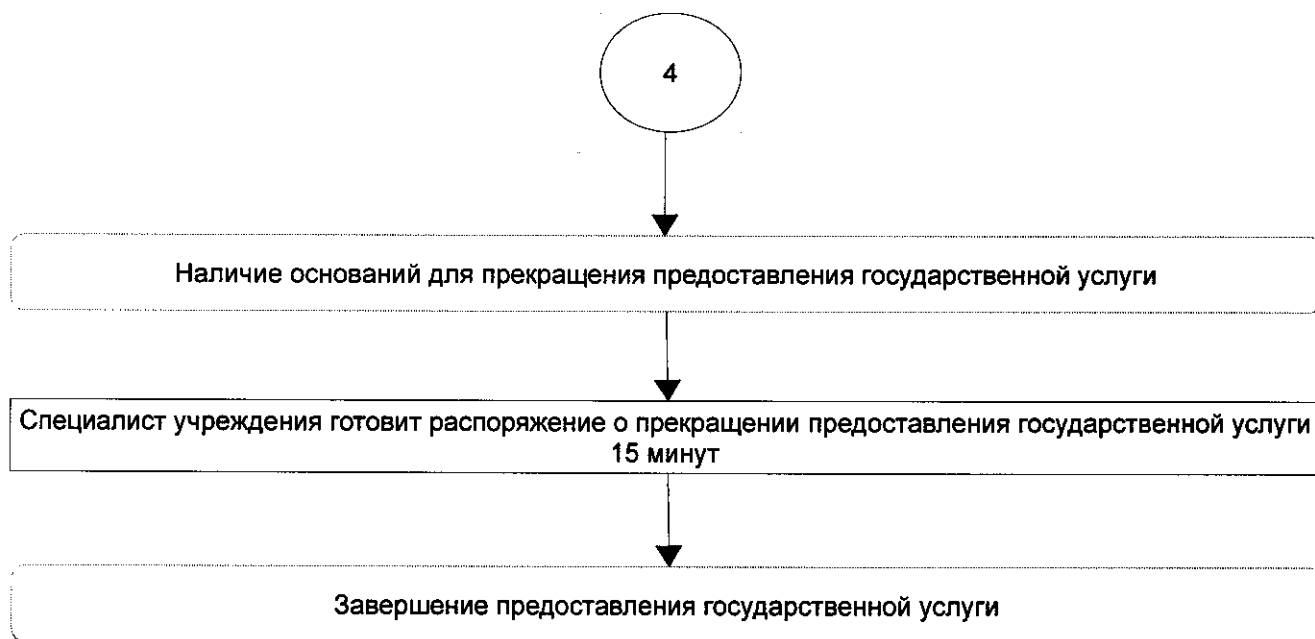 4
Наличие оснований для прекращения предоставления государственной услуги
Специалист учреждения готовит распоряжение о прекращении предоставления государственной услуги
15 минут
Завершение предоставления государственной услуги